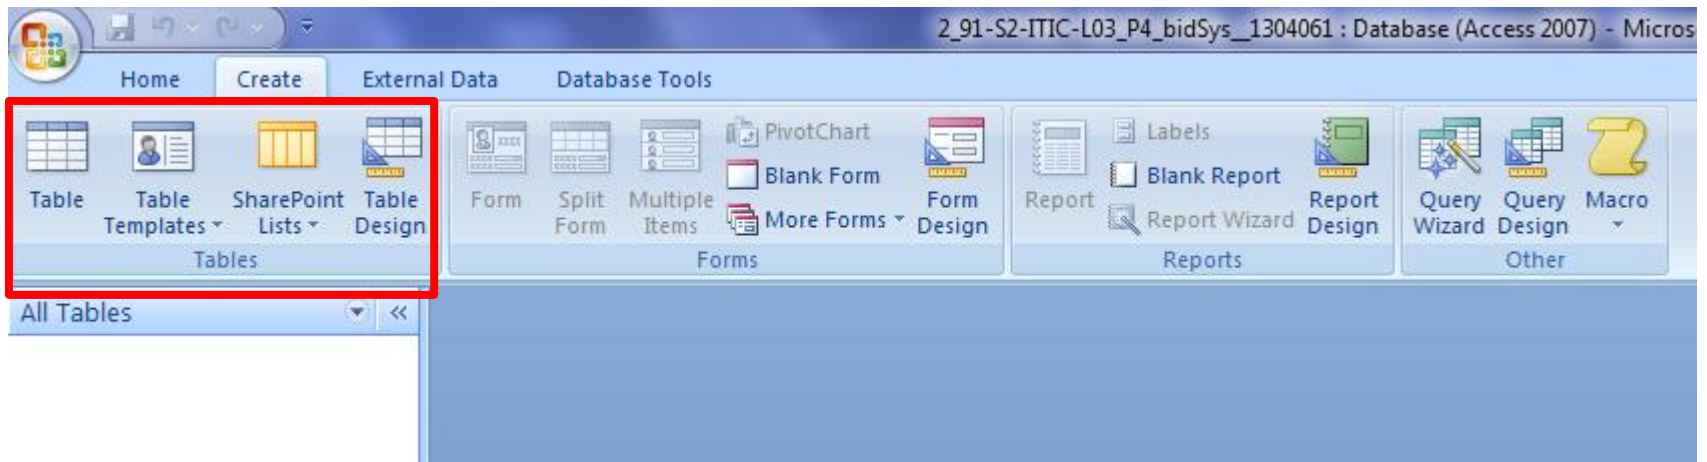 2_91-S2-ITIC-L03_P4_bidSys__1304061 : Database (Access 2007) - Micros
Home Create External Data Database Tools
Table
Table Templates
SharePoint Lists
Table Design
Tables
Form
Split Form
Multiple Items
PivotChart
Blank Form
More Forms
Form Design
Forms
Report
Labels
Blank Report
Report Wizard
Report Design
Reports
Query Wizard
Query Design
Macro
Other
All Tables